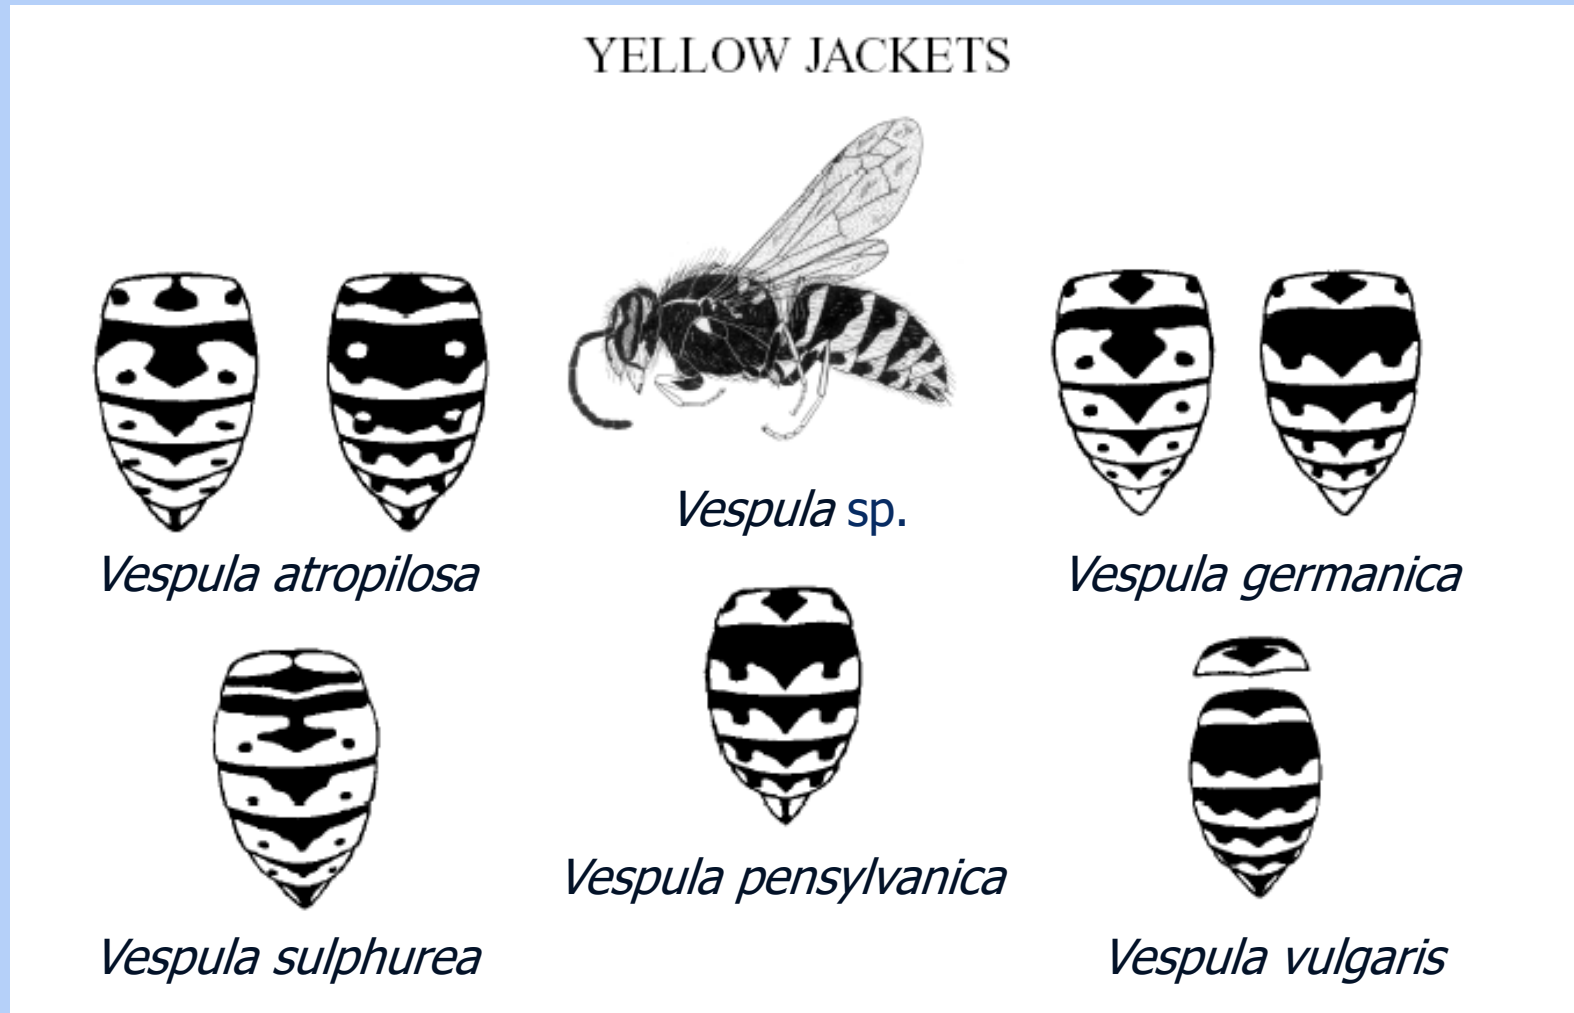 YELLOW JACKETS
Vespula sp.
Vespula atropilosa
Vespula germanica
Vespula pensylvanica
Vespula sulphurea
Vespula vulgaris